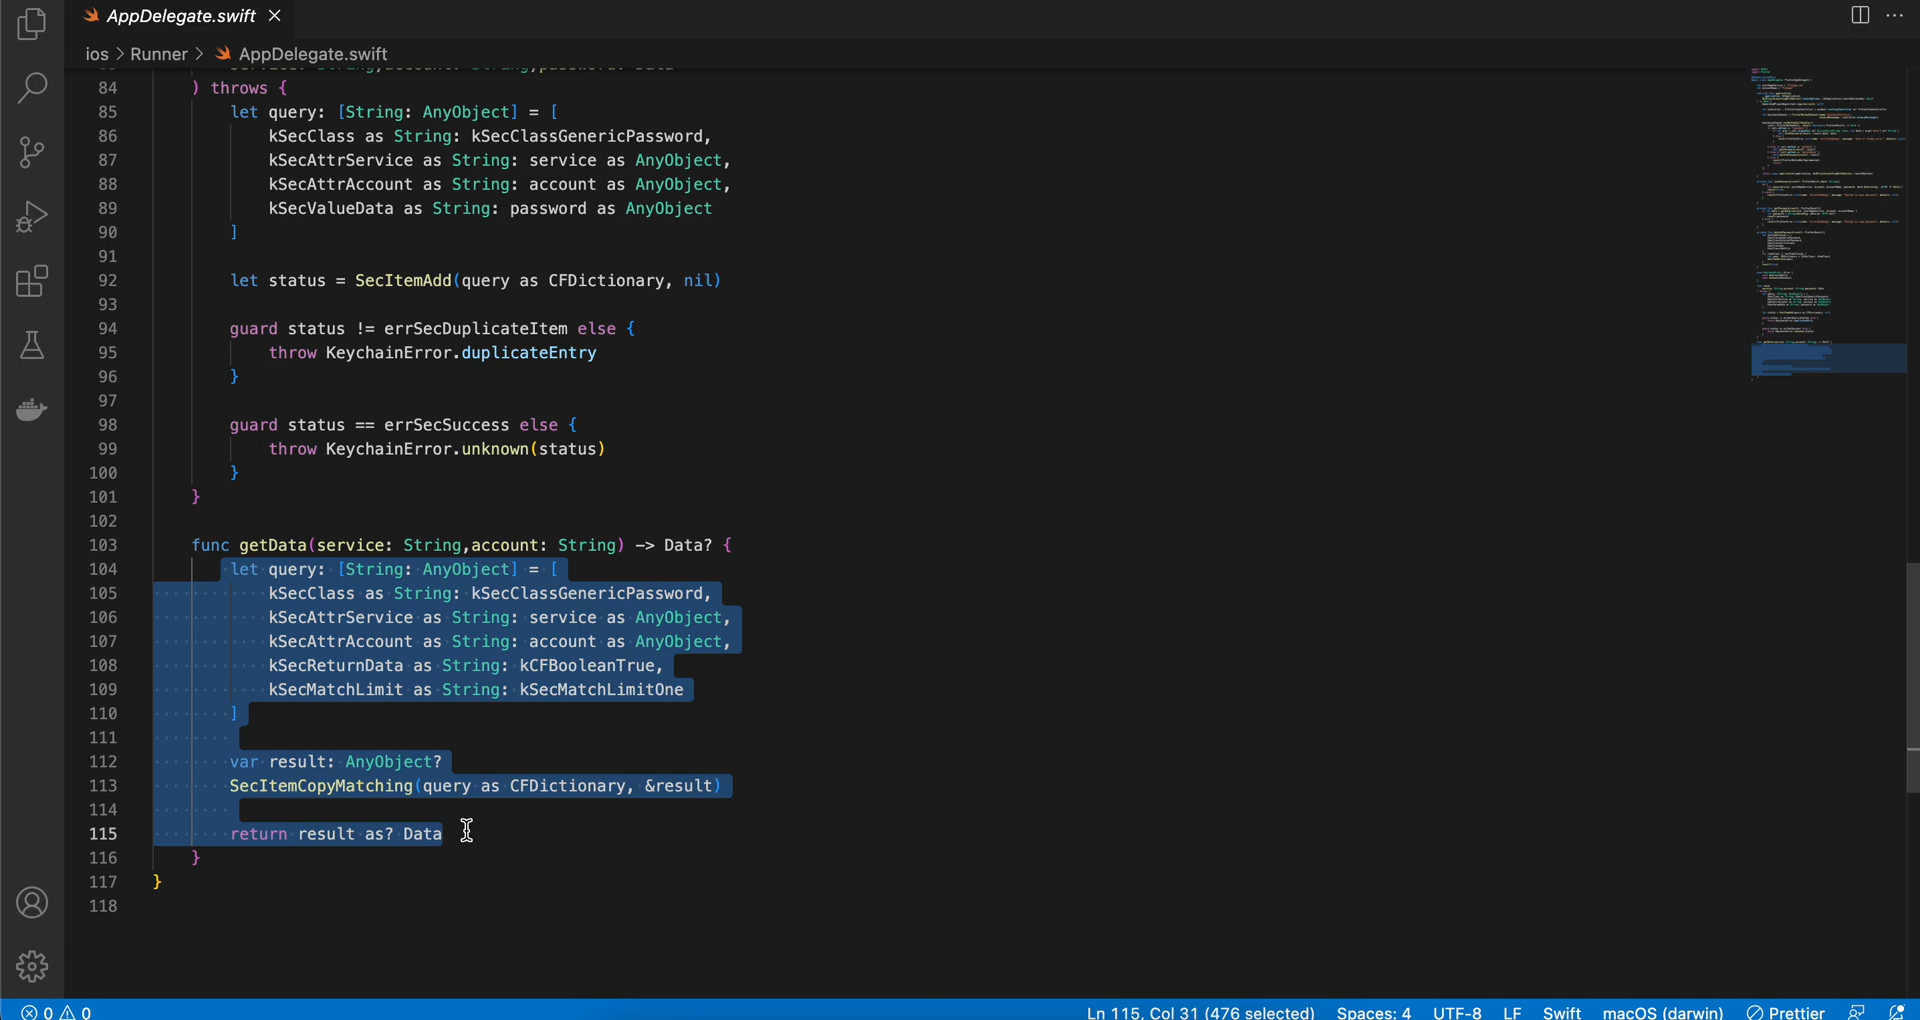 AppDelegate.swift
ios > Runner > AppDelegate.swift
84 ) throws {
85 let query: [String: AnyObject] = [
86 kSecClass as String: kSecClassGenericPassword,
87 kSecAttrService as String: service as AnyObject,
88 kSecAttrAccount as String: account as AnyObject,
89 kSecValueData as String: password as AnyObject
90 ]
91
92 let status = SecItemAdd(query as CFDictionary, nil)
93
94 guard status != errSecDuplicateItem else {
95 throw KeychainError.duplicateEntry
96 }
97
98 guard status == errSecSuccess else {
99 throw KeychainError.unknown(status)
100 }
101 }
102
103 func getData(service: String,account: String) -> Data? {
104 let query: [String: AnyObject] = [
105 kSecClass as String: kSecClassGenericPassword,
106 kSecAttrService as String: service as AnyObject,
107 kSecAttrAccount as String: account as AnyObject,
108 kSecReturnData as String: kCFBooleanTrue,
109 kSecMatchLimit as String: kSecMatchLimitOne
110 ]
111
112 var result: AnyObject?
113 SecItemCopyMatching(query as CFDictionary, &result)
114
115 return result as? Data
116 }
117 }
118
0 0 Ln 115, Col 31 (476 selected) Spaces: 4 UTF-8 LF Swift macOS (darwin) Prettier